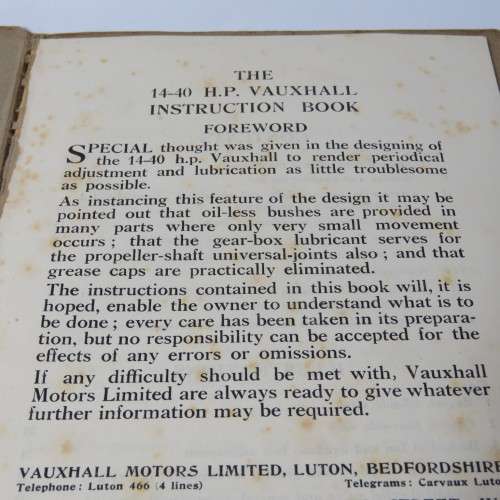 THE
14-40 H.P. VAUXHALL
INSTRUCTION BOOK
FOREWORD
SPECIAL thought was given in the designing of
the 14-40 h.p. Vauxhall to render periodical
adjustment and lubrication as little troublesome
as possible.
As instancing this feature of the design it may be
pointed out that oil-less bushes are provided in
many parts where only very small movement
occurs; that the gear-box lubricant serves for
the propeller-shaft universal-joints also; and that
grease caps are practically eliminated.
The instructions contained in this book will, it is
hoped, enable the owner to understand what is to
be done; every care has been taken in its prepara-
tion, but no responsibility can be accepted for the
effects of any errors or omissions.
If any difficulty should be met with, Vauxhall
Motors Limited are always ready to give whatever
further information may be required.
VAUXHALL MOTORS LIMITED, LUTON, BEDFORDSHIRE
Telephone: Luton 466 (4 lines) Telegrams: Carvaux Luto